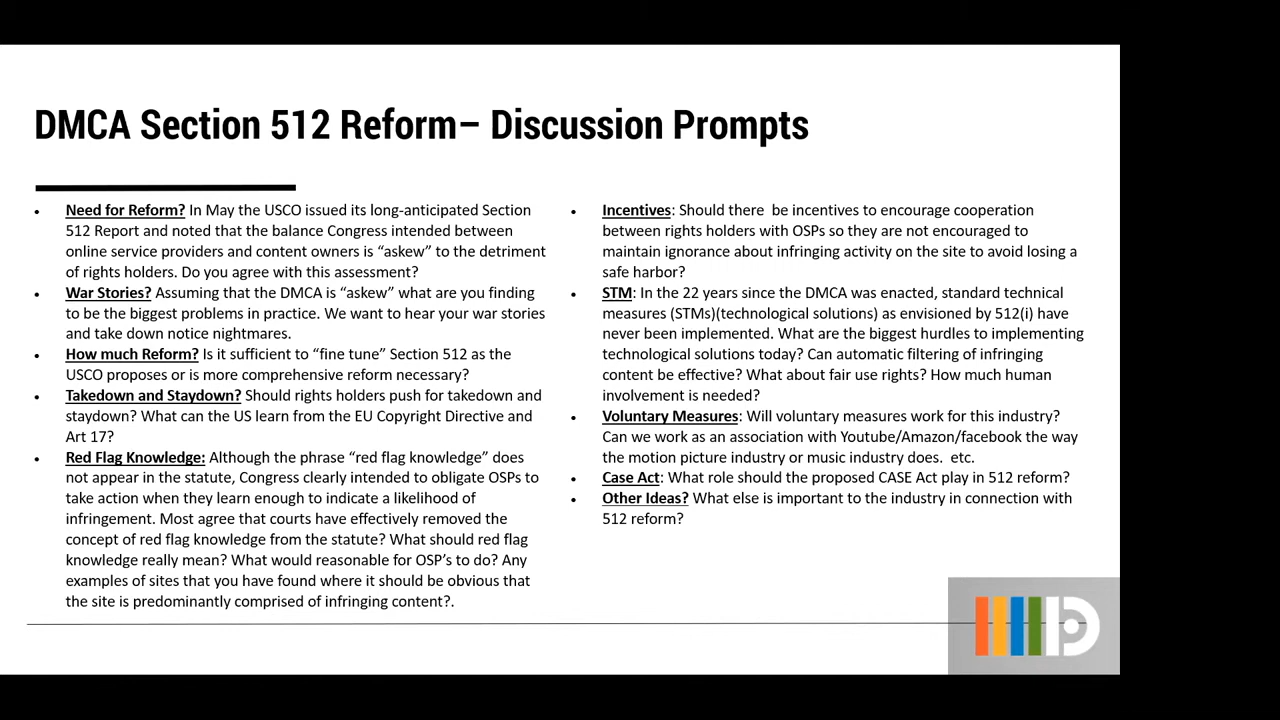 DMCA Section 512 Reform– Discussion Prompts
• Need for Reform? In May the USCO issued its long-anticipated Section
512 Report and noted that the balance Congress intended between
online service providers and content owners is “askew” to the detriment
of rights holders. Do you agree with this assessment?
• War Stories? Assuming that the DMCA is “askew” what are you finding
to be the biggest problems in practice. We want to hear your war stories
and take down notice nightmares.
• How much Reform? Is it sufficient to “fine tune” Section 512 as the
USCO proposes or is more comprehensive reform necessary?
• Takedown and Staydown? Should rights holders push for takedown and
staydown? What can the US learn from the EU Copyright Directive and
Art 17?
• Red Flag Knowledge: Although the phrase “red flag knowledge” does
not appear in the statute, Congress clearly intended to obligate OSPs to
take action when they learn enough to indicate a likelihood of
infringement. Most agree that courts have effectively removed the
concept of red flag knowledge from the statute? What should red flag
knowledge really mean? What would reasonable for OSP’s to do? Any
examples of sites that you have found where it should be obvious that
the site is predominantly comprised of infringing content?.
• Incentives: Should there  be incentives to encourage cooperation
between rights holders with OSPs so they are not encouraged to
maintain ignorance about infringing activity on the site to avoid losing a
safe harbor?
• STM: In the 22 years since the DMCA was enacted, standard technical
measures (STMs)(technological solutions) as envisioned by 512(i) have
never been implemented. What are the biggest hurdles to implementing
technological solutions today? Can automatic filtering of infringing
content be effective? What about fair use rights? How much human
involvement is needed?
• Voluntary Measures: Will voluntary measures work for this industry?
Can we work as an association with Youtube/Amazon/facebook the way
the motion picture industry or music industry does.  etc.
• Case Act: What role should the proposed CASE Act play in 512 reform?
• Other Ideas? What else is important to the industry in connection with
512 reform?